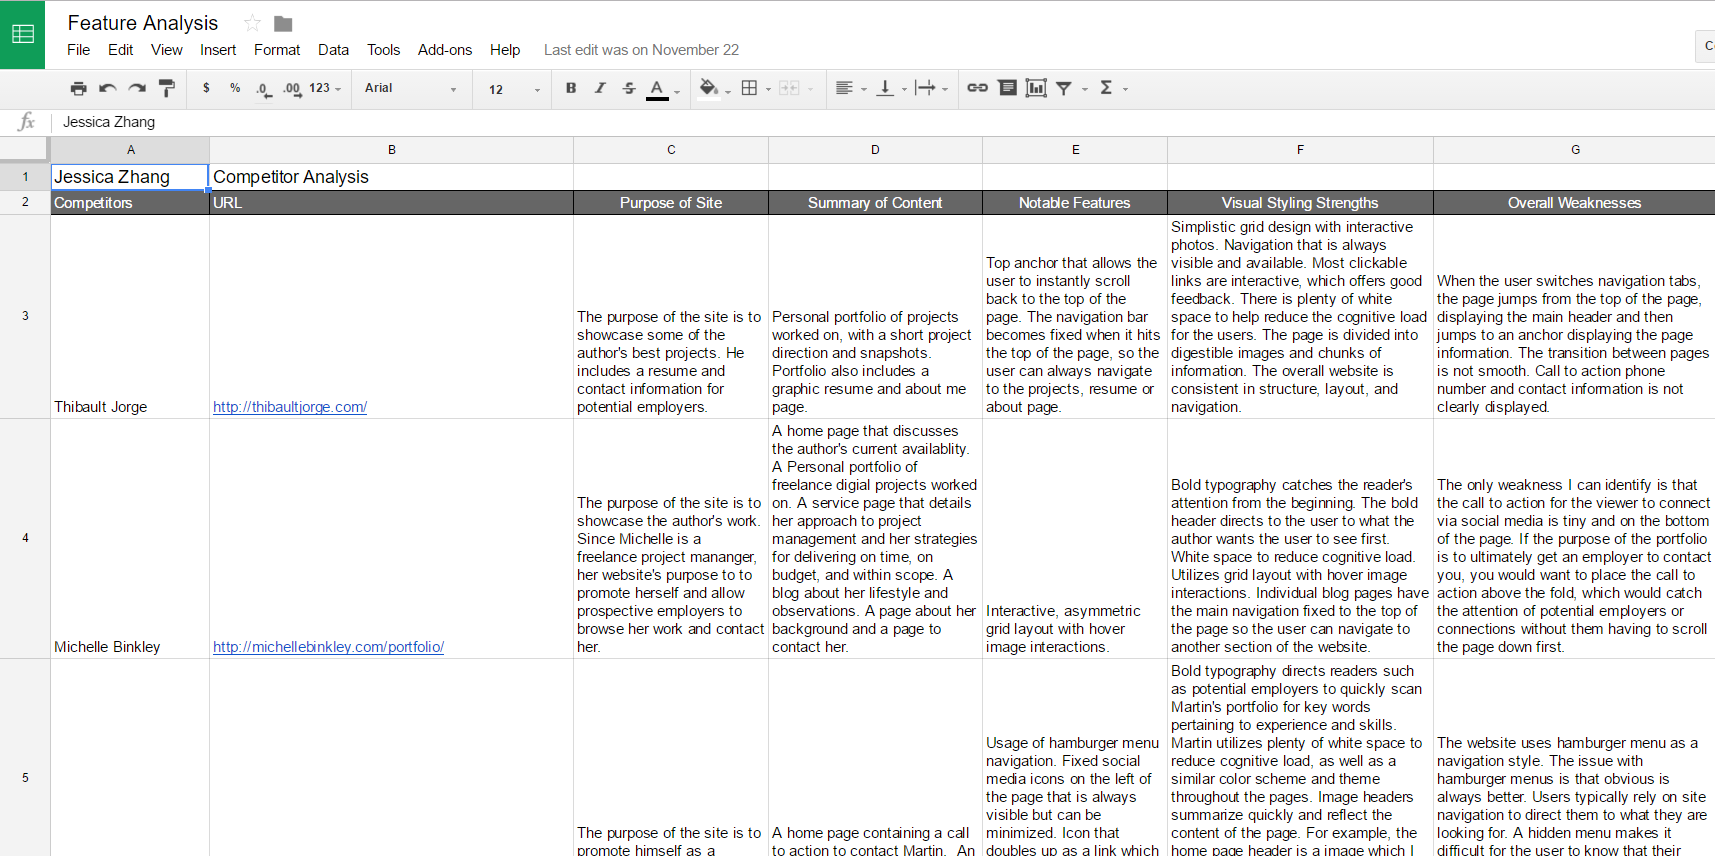 Feature Analysis
File Edit View Insert Format Data Tools Add-ons Help Last edit was on November 22
$ % .0 .00 123 Arial 12 B I S A Σ
fx Jessica Zhang
A B C D E F G
1 Jessica Zhang Competitor Analysis
2 Competitors URL Purpose of Site Summary of Content Notable Features Visual Styling Strengths Overall Weaknesses
3
Thibault Jorge
http://thibaultjorge.com/
The purpose of the site is to
showcase some of the
author's best projects. He
includes a resume and
contact information for
potential employers.
Personal portfolio of projects
worked on, with a short project
direction and snapshots.
Portfolio also includes a
graphic resume and about me
page.
Top anchor that allows the
user to instantly scroll
back to the top of the
page. The navigation bar
becomes fixed when it hits
the top of the page, so the
user can always navigate
to the projects, resume or
about page.
Simplistic grid design with interactive
photos. Navigation that is always
visible and available. Most clickable
links are interactive, which offers good
feedback. There is plenty of white
space to help reduce the cognitive load
for the users. The page is divided into
digestible images and chunks of
information. The overall website is
consistent in structure, layout, and
navigation.
When the user switches navigation tabs,
the page jumps from the top of the page,
displaying the main header and then
jumps to an anchor displaying the page
information. The transition between pages
is not smooth. Call to action phone
number and contact information is not
clearly displayed.
4
Michelle Binkley
http://michellebinkley.com/portfolio/
The purpose of the site is to
showcase the author's work.
Since Michelle is a
freelance project mananger,
her website's purpose to to
promote herself and allow
prospective employers to
browse her work and contact
her.
A home page that discusses
the author's current availablity.
A Personal portfolio of
freelance digial projects worked
on. A service page that details
her approach to project
management and her strategies
for delivering on time, on
budget, and within scope. A
blog about her lifestyle and
observations. A page about her
background and a page to
contact her.
Interactive, asymmetric
grid layout with hover
image interactions.
Bold typography catches the reader's
attention from the beginning. The bold
header directs to the user to what the
author wants the user to see first.
White space to reduce cognitive load.
Utilizes grid layout with hover image
interactions. Individual blog pages have
the main navigation fixed to the top of
the page so the user can navigate to
another section of the website.
The only weakness I can identify is that
the call to action for the viewer to connect
via social media is tiny and on the bottom
of the page. If the purpose of the portfolio
is to ultimately get an employer to contact
you, you would want to place the call to
action above the fold, which would catch
the attention of potential employers or
connections without them having to scroll
the page down first.
5
The purpose of the site is to
promote himself as a
A home page containing a call
to action to contact Martin. An
Usage of hamburger menu
navigation. Fixed social
media icons on the left of
the page that is always
visible but can be
minimized. Icon that
doubles up as a link which
Bold typography directs readers such
as potential employers to quickly scan
Martin's portfolio for key words
pertaining to experience and skills.
Martin utilizes plenty of white space to
reduce cognitive load, as well as a
similar color scheme and theme
throughout the pages. Image headers
summarize quickly and reflect the
content of the page. For example, the
home page header is a image which I
The website uses hamburger menu as a
navigation style. The issue with
hamburger menus is that obvious is
always better. Users typically rely on site
navigation to direct them to what they are
looking for. A hidden menu makes it
difficult for the user to know that their